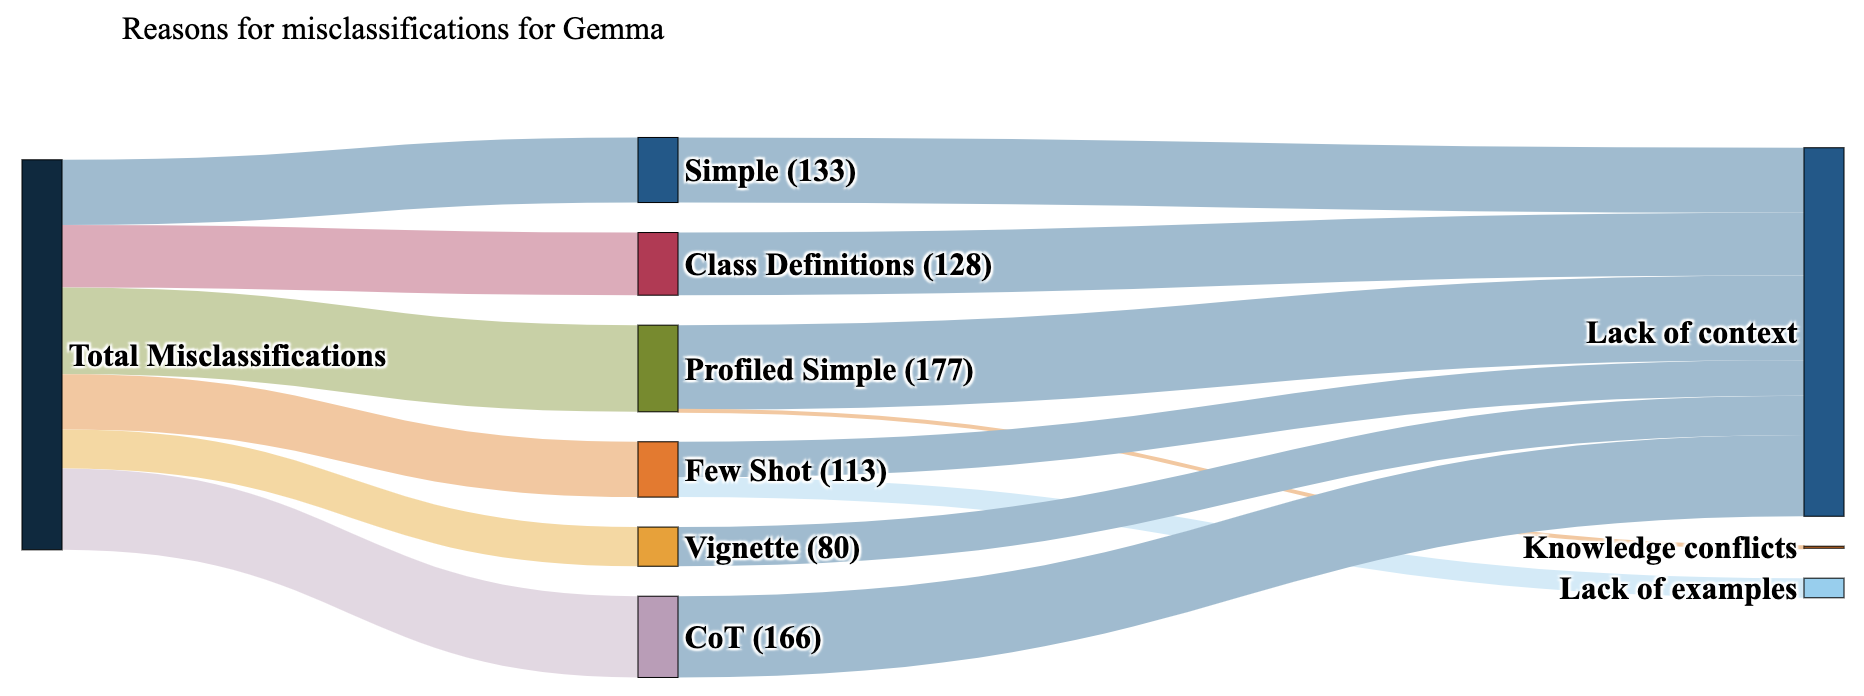 Reasons for misclassifications for Gemma
Total Misclassifications
Simple (133)
Class Definitions (128)
Profiled Simple (177)
Few Shot (113)
Vignette (80)
CoT (166)
Lack of context
Knowledge conflicts
Lack of examples